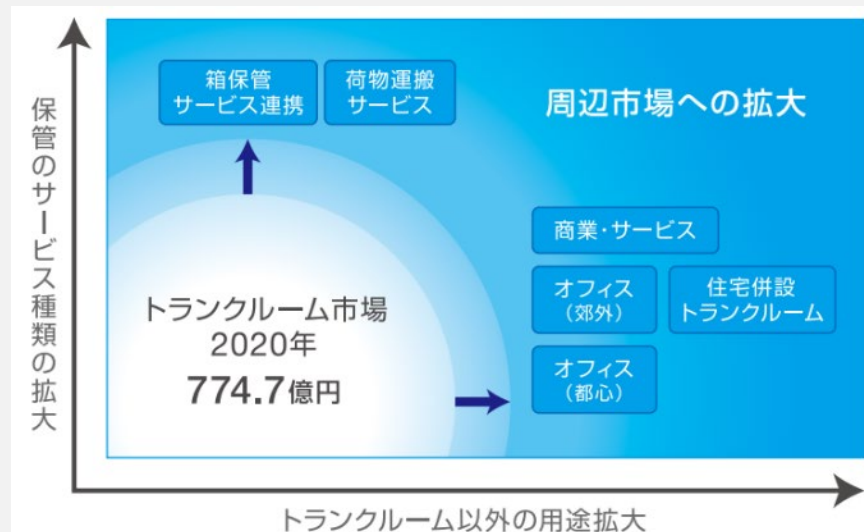 保管のサービス種類の拡大
箱保管
サービス連携
荷物運搬
サービス
周辺市場への拡大
商業・サービス
オフィス
（郊外）
住宅併設
トランクルーム
オフィス
（都心）
トランクルーム市場
2020年
774.7億円
トランクルーム以外の用途拡大